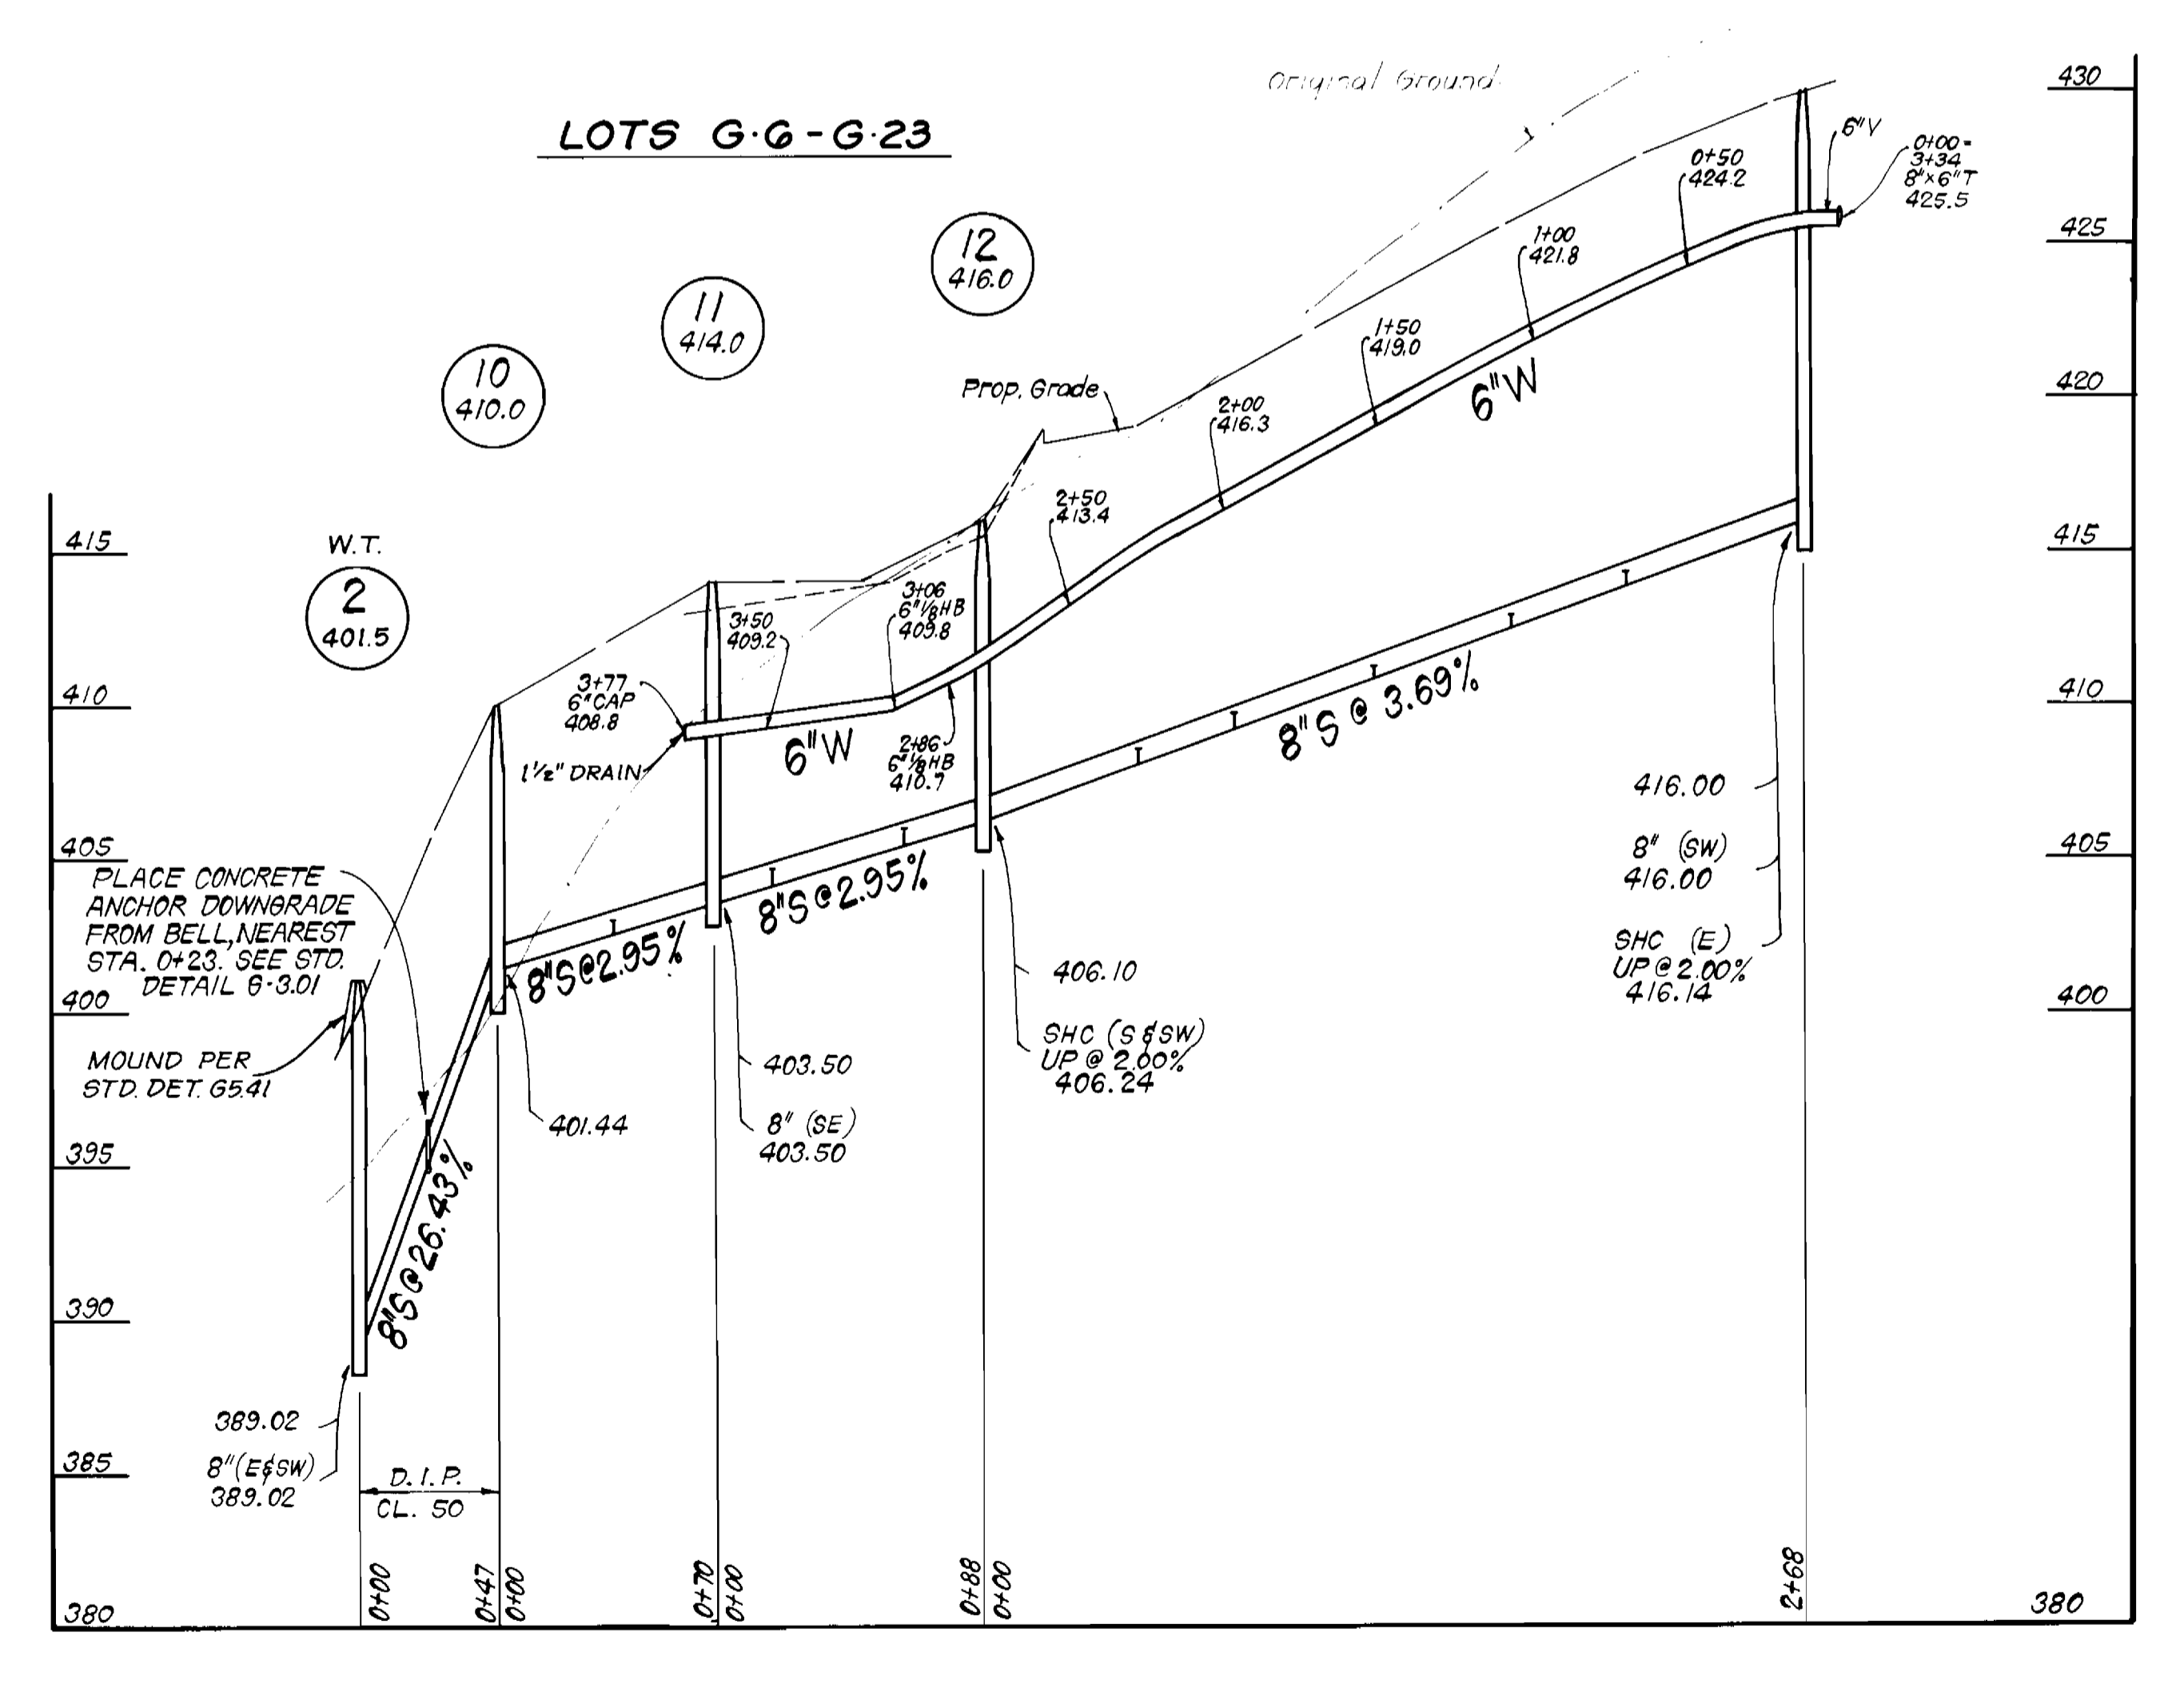 Original Ground
LOTS G·6-G·23
430
425
420
415
410
405
400
380
415
410
405
400
395
390
385
380
6"V
0+00=
3+34
8"x6"T
425.5
0+50
424.2
1+00
421.8
1+50
419.0
2+00
416.3
2+50
413.4
6"W
Prop. Grade
12
416.0
11
414.0
10
410.0
W.T.
2
401.5
3+06
6"1/8HB
409.8
3+50
409.2
3+77
6"CAP
408.8
1½" DRAIN
6"W
2+86
6"1/8HB
410.7
8"S @ 3.69%
8"S@2.95%
8"S@2.95%
8"S@26.43%
PLACE CONCRETE
ANCHOR DOWNGRADE
FROM BELL, NEAREST
STA. 0+23. SEE STD.
DETAIL G-3.01
MOUND PER
STD. DET. G5.41
401.44
403.50
8" (SE)
403.50
406.10
SHC (S&SW)
UP @ 2.00%
406.24
416.00
8" (SW)
416.00
SHC (E)
UP @ 2.00%
416.14
389.02
8"(E&SW)
389.02
D.I.P.
CL. 50
0+00
0+47
0+00
0+70
0+00
0+88
0+00
2+68